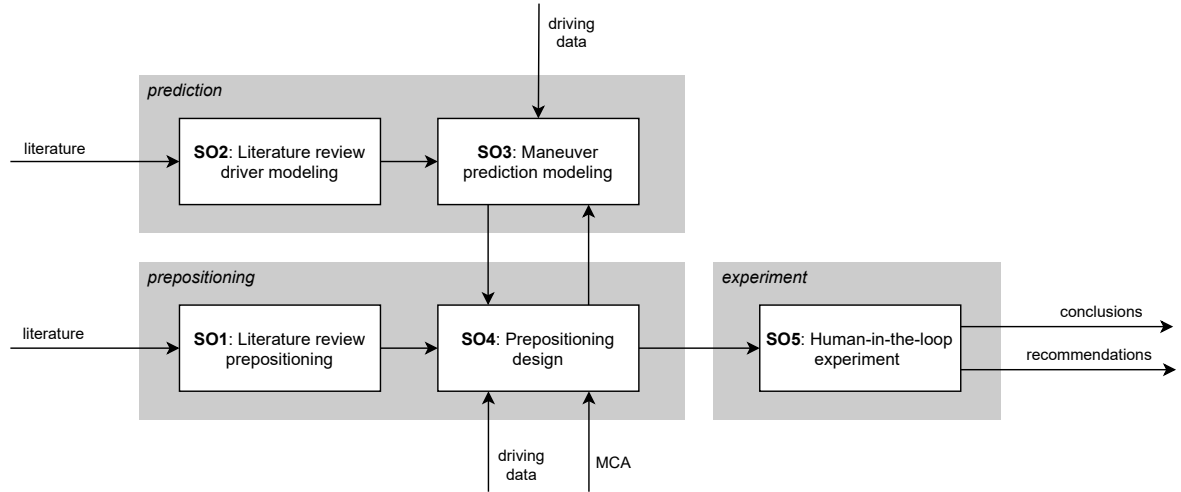 driving
data
prediction
literature
SO2: Literature review
driver modeling
SO3: Maneuver
prediction modeling
prepositioning
experiment
literature
SO1: Literature review
prepositioning
SO4: Prepositioning
design
SO5: Human-in-the-loop
experiment
conclusions
recommendations
driving
data
MCA